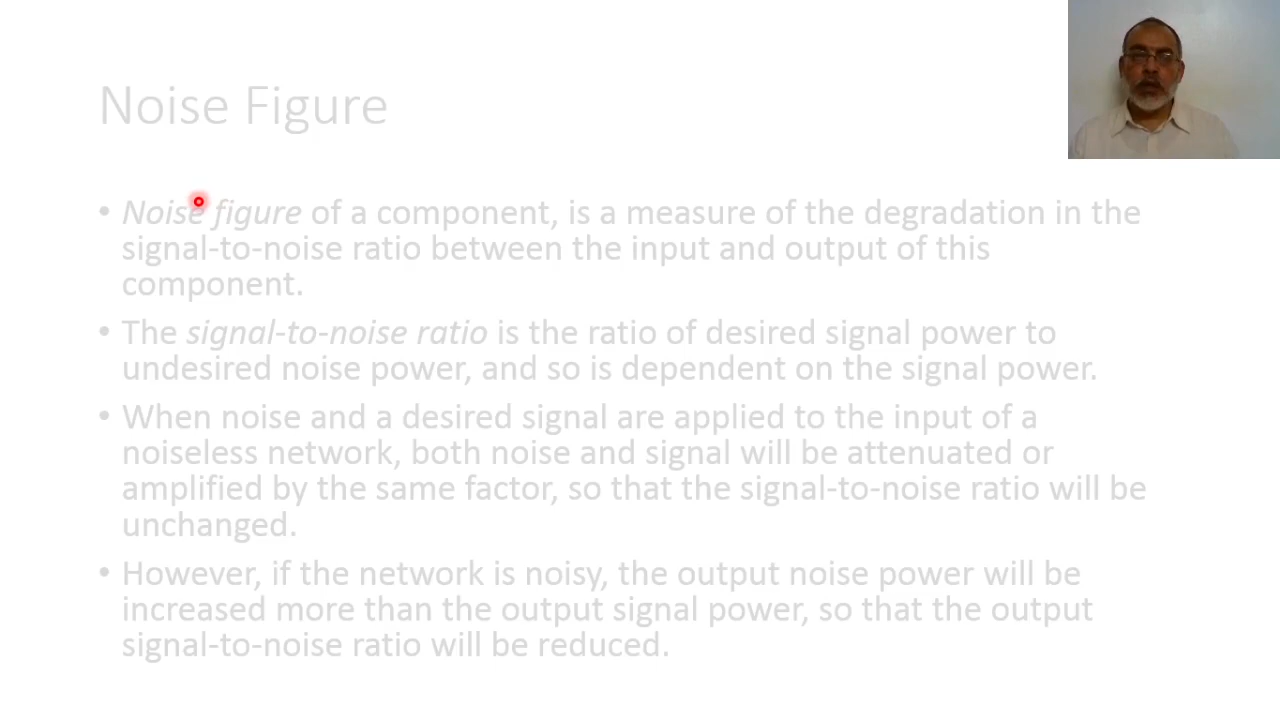 Noise Figure
• Noise figure of a component, is a measure of the degradation in the
signal-to-noise ratio between the input and output of this
component.
• The signal-to-noise ratio is the ratio of desired signal power to
undesired noise power, and so is dependent on the signal power.
• When noise and a desired signal are applied to the input of a
noiseless network, both noise and signal will be attenuated or
amplified by the same factor, so that the signal-to-noise ratio will be
unchanged.
• However, if the network is noisy, the output noise power will be
increased more than the output signal power, so that the output
signal-to-noise ratio will be reduced.